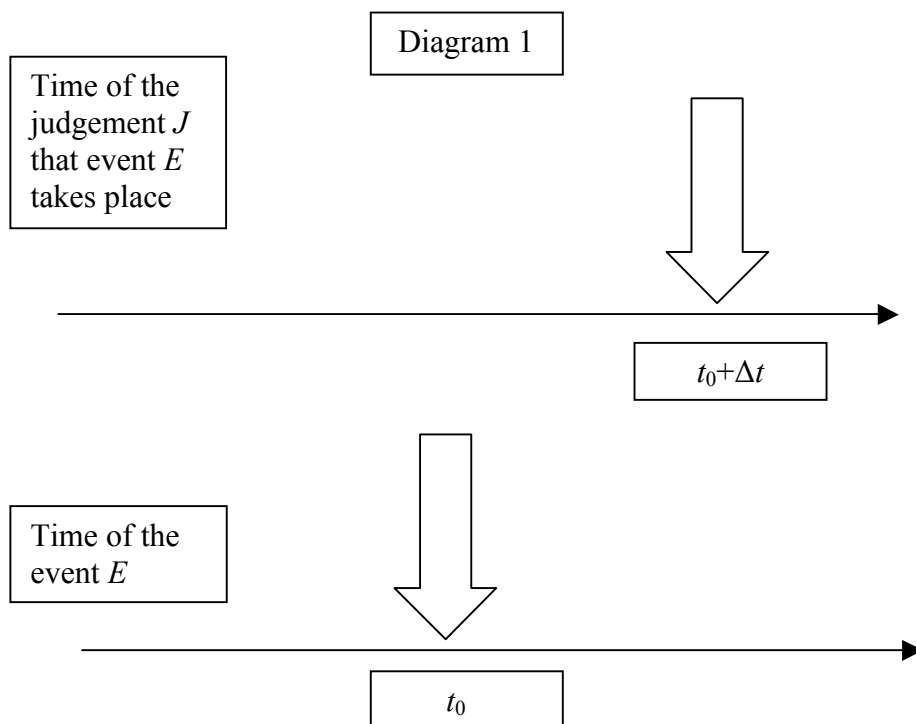 Diagram 1
Time of the
judgement J
that event E
takes place
t₀+Δt
Time of the
event E
t₀